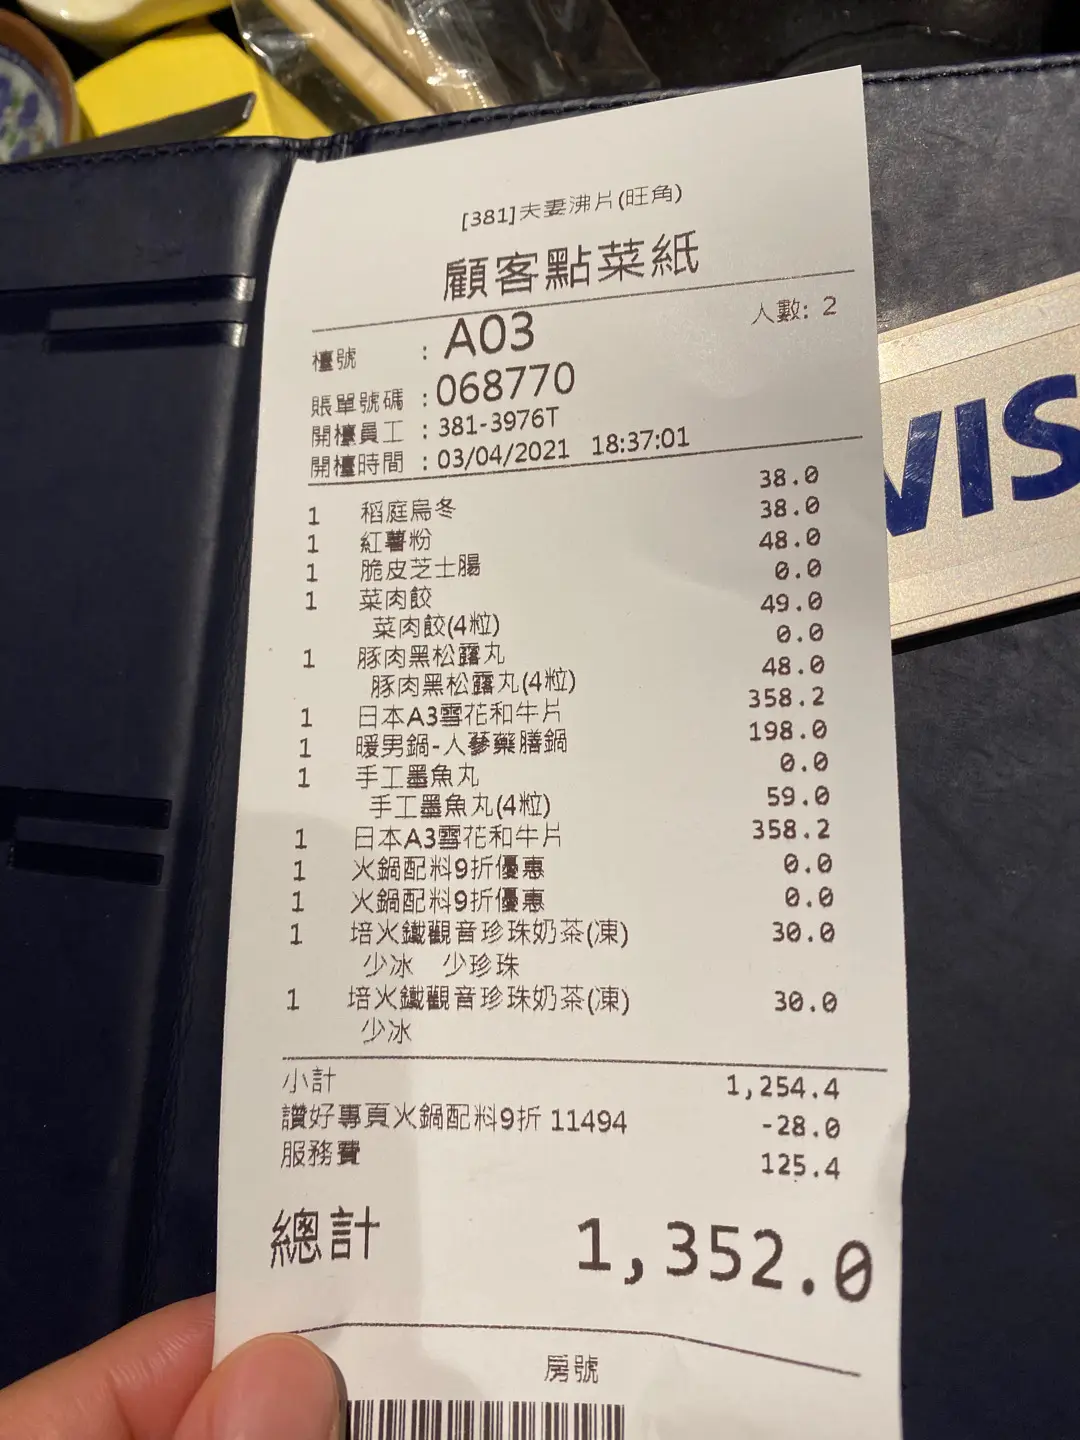 [381]夫妻沸片(旺角)
顧客點菜紙
人數: 2
檯號 : A03
賬單號碼 : 068770
開檯員工 : 381-3976T
開檯時間 : 03/04/2021 18:37:01
1 稻庭烏冬 38.0
1 紅薯粉 38.0
1 脆皮芝士腸 48.0
1 菜肉餃 0.0
菜肉餃(4粒) 49.0
1 豚肉黑松露丸 0.0
豚肉黑松露丸(4粒) 48.0
1 日本A3雪花和牛片 358.2
1 暖男鍋-人蔘藥膳鍋 198.0
1 手工墨魚丸 0.0
手工墨魚丸(4粒) 59.0
1 日本A3雪花和牛片 358.2
1 火鍋配料9折優惠 0.0
1 火鍋配料9折優惠 0.0
1 培火鐵觀音珍珠奶茶(凍) 30.0
少冰 少珍珠
1 培火鐵觀音珍珠奶茶(凍) 30.0
少冰
小計 1,254.4
讚好專頁火鍋配料9折 11494 -28.0
服務費 125.4
總計 1,352.0
房號
VIS